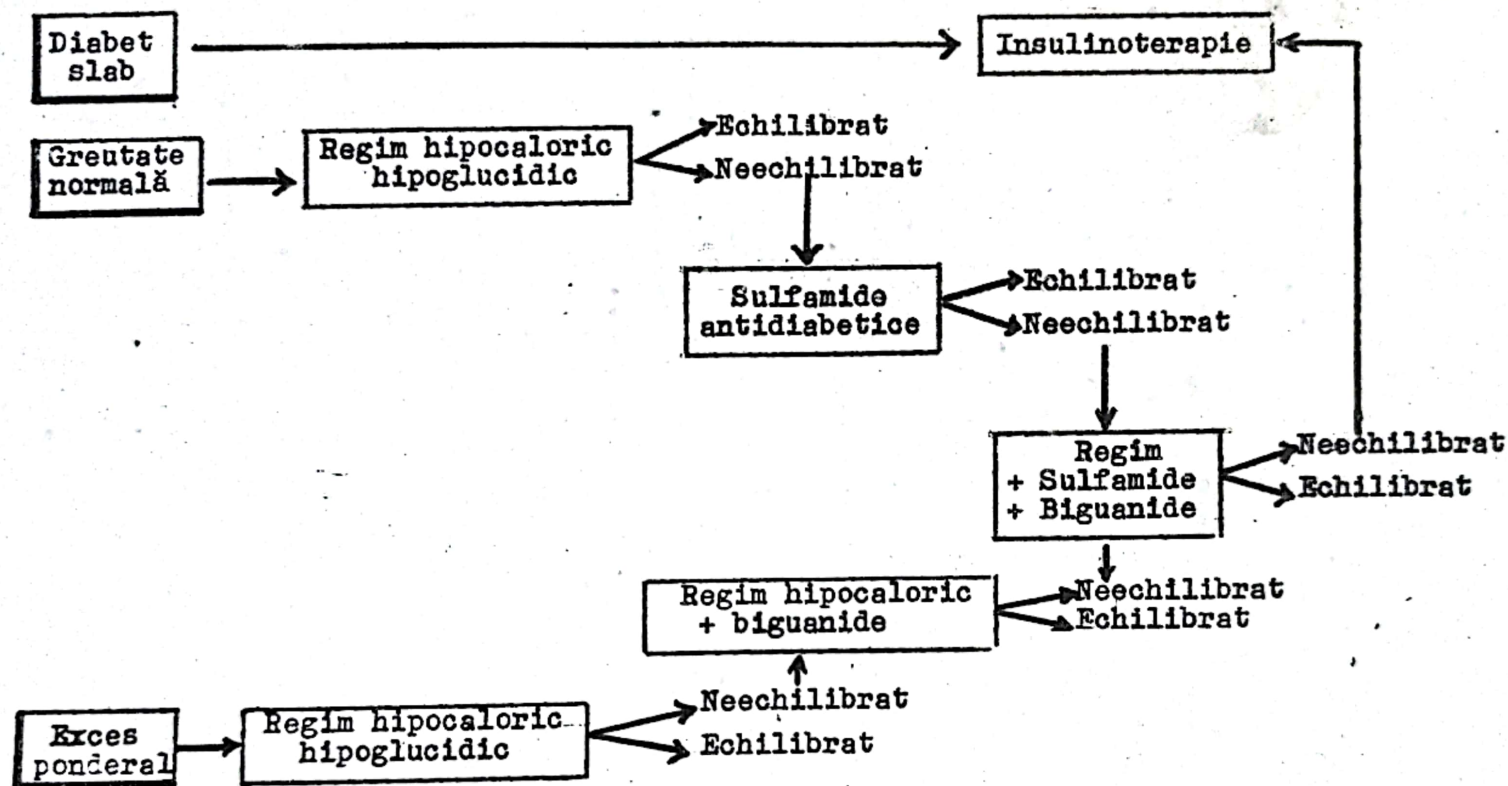 Diabet
slab
Insulinoterapie
Greutate
normală
Regim hipocaloric
hipoglucidic
Echilibrat
Neechilibrat
Sulfamide
antidiabetice
Echilibrat
Neechilibrat
Regim
+ Sulfamide
+ Biguanide
Neechilibrat
Echilibrat
Regim hipocaloric
+ biguanide
Neechilibrat
Echilibrat
Exces
ponderal
Regim hipocaloric
hipoglucidic
Neechilibrat
Echilibrat